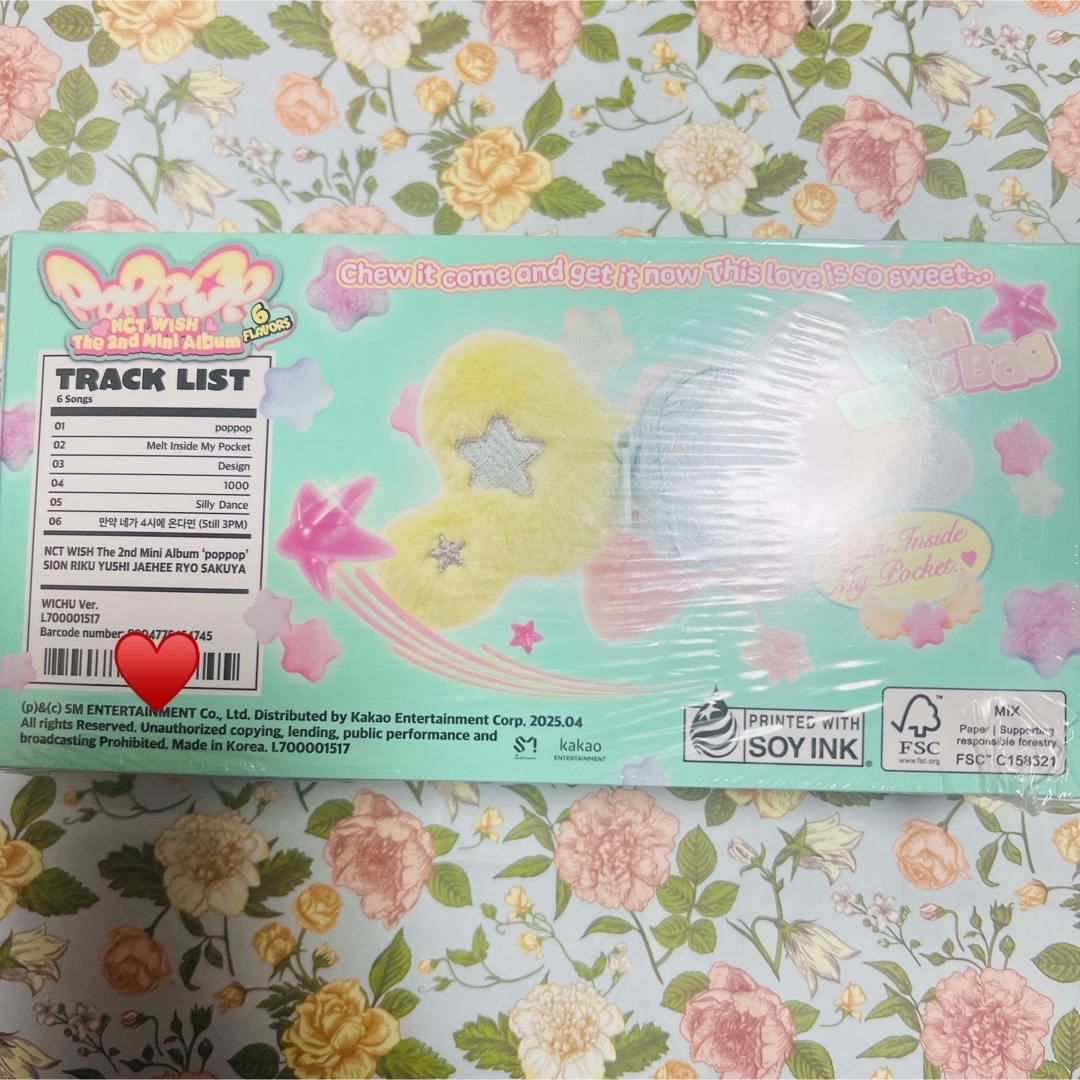 poppop
NCT WISH
The 2nd Mini Album
6
FLAVORS
Chew it come and get it now This love is so sweet...
Bag
TRACK LIST
6 Songs
01 poppop
02 Melt Inside My Pocket
03 Design
04 1000
05 Silly Dance
06 만약 네가 4시에 온다면 (Still 3PM)
NCT WISH The 2nd Mini Album 'poppop'
SION RIKU YUSHI JAEHEE RYO SAKUYA
WICHU Ver.
L700001517
Barcode number:
Inside
My Pocket.
(p)&(c) SM ENTERTAINMENT Co., Ltd. Distributed by Kakao Entertainment Corp. 2025.04
All rights Reserved. Unauthorized copying, lending, public performance and
broadcasting Prohibited. Made in Korea. L700001517
kakao
ENTERTAINMENT
PRINTED WITH
SOY INK
FSC
www.fsc.org
MIX
Paper | Supporting
responsible forestry
FSC™ C158321